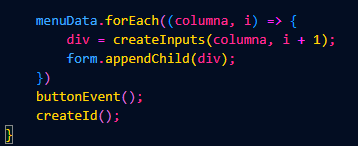 menuData.forEach((columna, i) => {
div = createInputs(columna, i + 1);
form.appendChild(div);
})
buttonEvent();
createId();
}